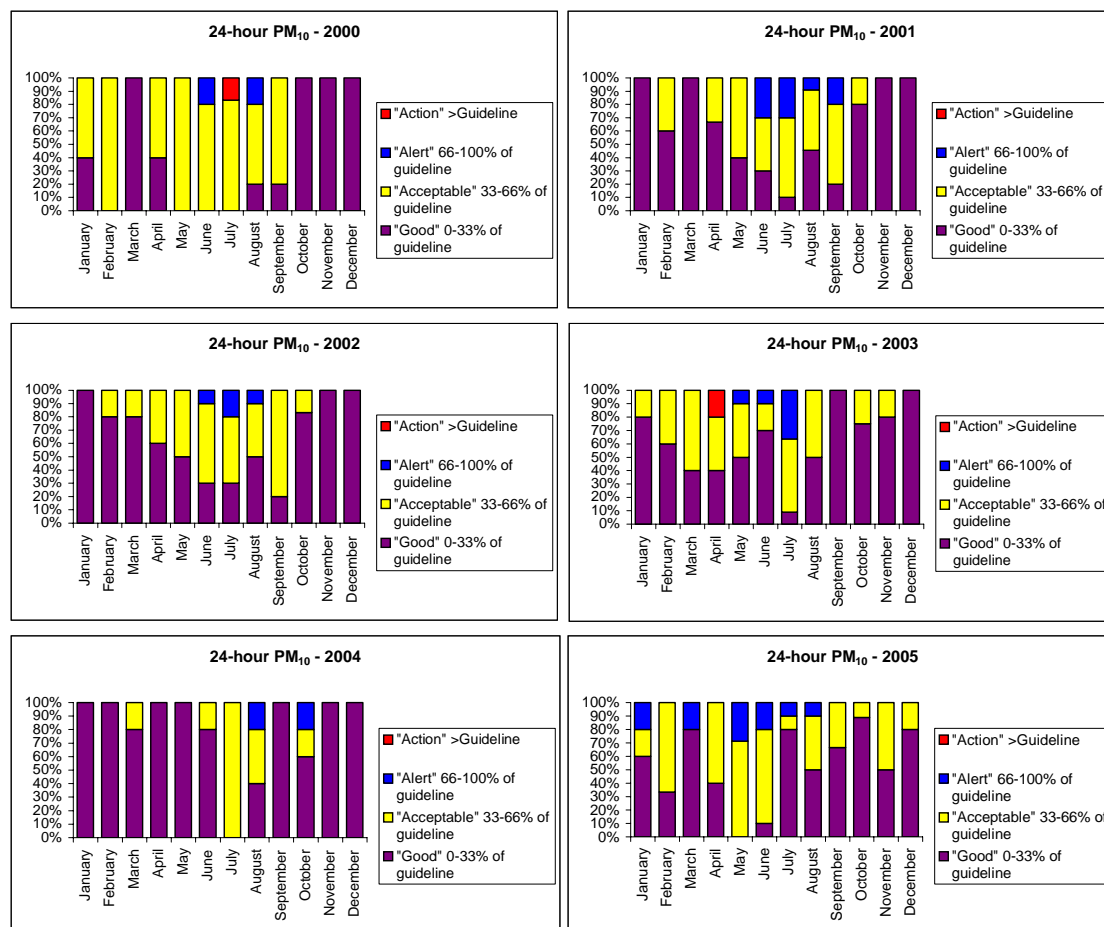 24-hour PM10 - 2000
100%
90%
80%
70%
60%
50%
40%
30%
20%
10%
0%
January
February
March
April
May
June
July
August
September
October
November
December
"Action" >Guideline
"Alert" 66-100% of
guideline
"Acceptable" 33-66% of
guideline
"Good" 0-33% of
guideline
24-hour PM10 - 2001
100%
90%
80%
70%
60%
50%
40%
30%
20%
10%
0%
January
February
March
April
May
June
July
August
September
October
November
December
"Action" >Guideline
"Alert" 66-100% of
guideline
"Acceptable" 33-66% of
guideline
"Good" 0-33% of
guideline
24-hour PM10 - 2002
100%
90%
80%
70%
60%
50%
40%
30%
20%
10%
0%
January
February
March
April
May
June
July
August
September
October
November
December
"Action" >Guideline
"Alert" 66-100% of
guideline
"Acceptable" 33-66% of
guideline
"Good" 0-33% of
guideline
24-hour PM10 - 2003
100%
90%
80%
70%
60%
50%
40%
30%
20%
10%
0%
January
February
March
April
May
June
July
August
September
October
November
December
"Action" >Guideline
"Alert" 66-100% of
guideline
"Acceptable" 33-66% of
guideline
"Good" 0-33% of
guideline
24-hour PM10 - 2004
100%
90%
80%
70%
60%
50%
40%
30%
20%
10%
0%
January
February
March
April
May
June
July
August
September
October
November
December
"Action" >Guideline
"Alert" 66-100% of
guideline
"Acceptable" 33-66% of
guideline
"Good" 0-33% of
guideline
24-hour PM10 - 2005
100%
90%
80%
70%
60%
50%
40%
30%
20%
10%
0%
January
February
March
April
May
June
July
August
September
October
November
December
"Action" >Guideline
"Alert" 66-100% of
guideline
"Acceptable" 33-66% of
guideline
"Good" 0-33% of
guideline